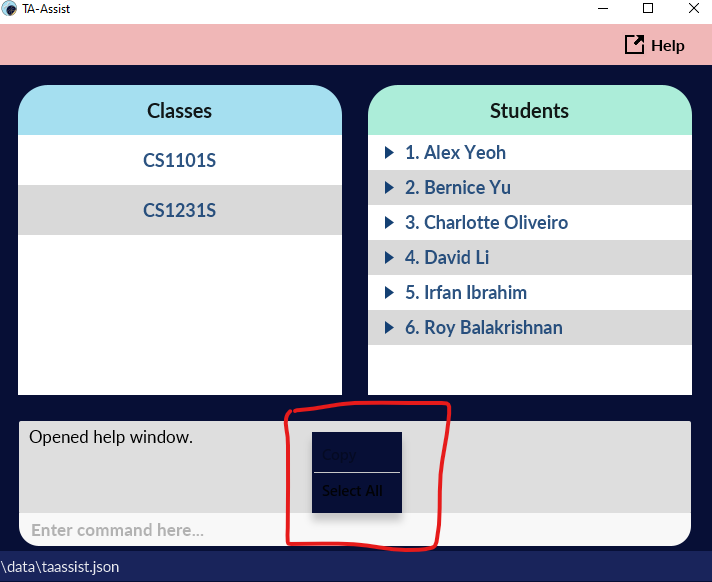 TA-Assist
Help
Classes
CS1101S
CS1231S
Students
1. Alex Yeoh
2. Bernice Yu
3. Charlotte Oliveiro
4. David Li
5. Irfan Ibrahim
6. Roy Balakrishnan
Opened help window.
Copy
Select All
Enter command here...
\data\taassist.json